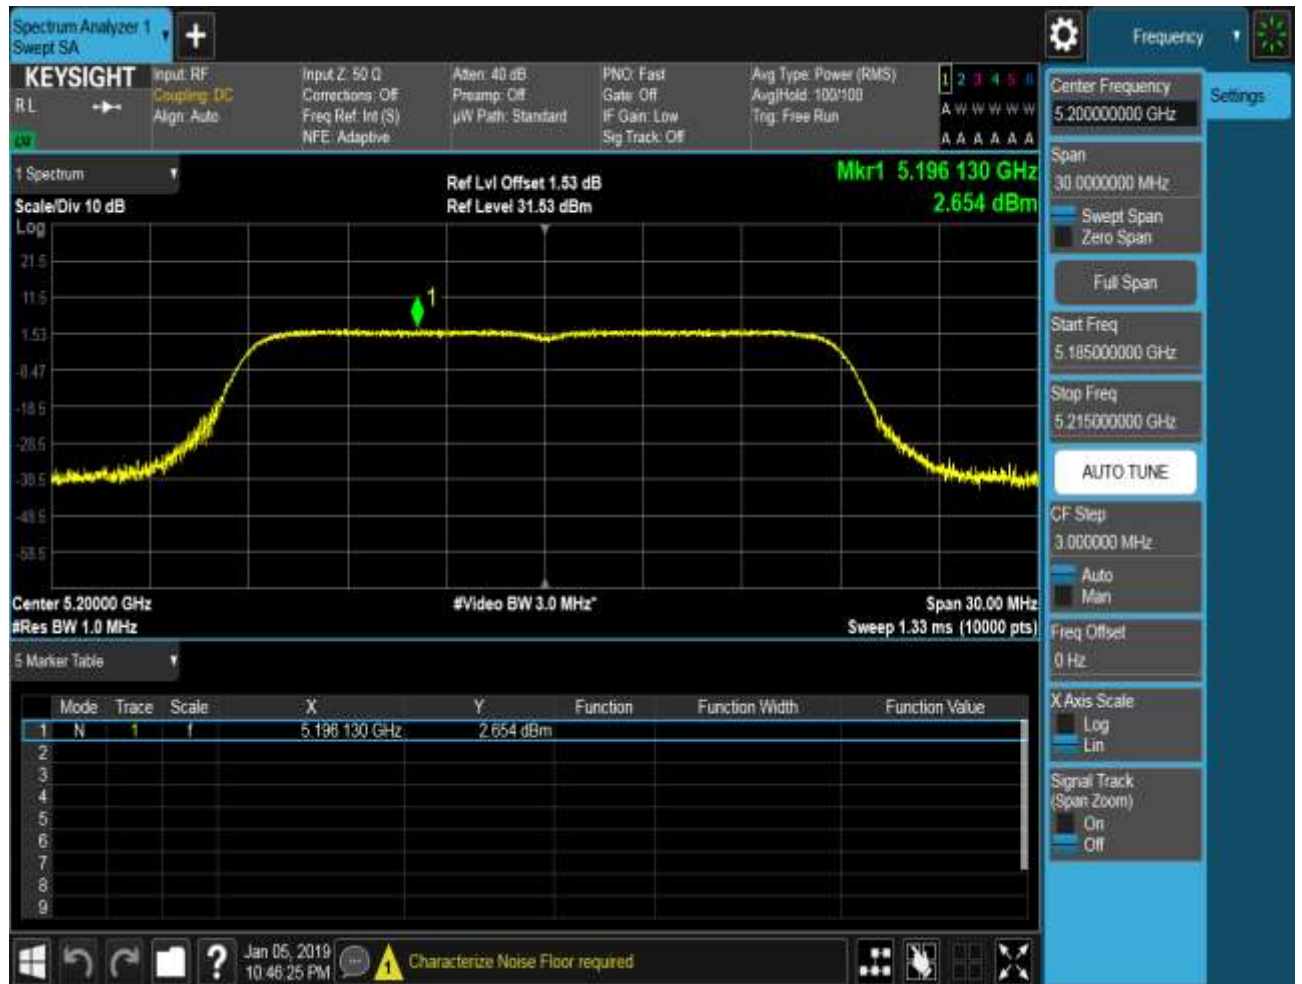 Spectrum Analyzer 1
Swept SA
Frequency
KEYSIGHT
RL
Input: RF
Coupling: DC
Align: Auto
Input Z: 50 Ω
Corrections: Off
Freq Ref: Int (S)
NFE: Adaptive
Atten: 40 dB
Preamp: Off
µW Path: Standard
PNO: Fast
Gate: Off
IF Gain: Low
Sig Track: Off
Avg Type: Power (RMS)
Avg|Hold: 100/100
Trig: Free Run
1 2 3 4 5 6
A W W W W W
A A A A A A
1 Spectrum
Scale/Div 10 dB
Ref Lvl Offset 1.53 dB
Ref Level 31.53 dBm
Mkr1 5.196 130 GHz
2.654 dBm
Log
21.5
11.5
1.53
-8.47
-18.5
-28.5
-38.5
-48.5
-58.5
1
Center 5.20000 GHz
#Res BW 1.0 MHz
#Video BW 3.0 MHz*
Span 30.00 MHz
Sweep 1.33 ms (10000 pts)
5 Marker Table
Mode Trace Scale X Y Function Function Width Function Value
1 N 1 f 5.196 130 GHz 2.654 dBm
2
3
4
5
6
7
8
9
Jan 05, 2019
10:46:25 PM
Characterize Noise Floor required
Settings
Center Frequency
5.200000000 GHz
Span
30.0000000 MHz
Swept Span
Zero Span
Full Span
Start Freq
5.185000000 GHz
Stop Freq
5.215000000 GHz
AUTO TUNE
CF Step
3.000000 MHz
Auto
Man
Freq Offset
0 Hz
X Axis Scale
Log
Lin
Signal Track
(Span Zoom)
On
Off